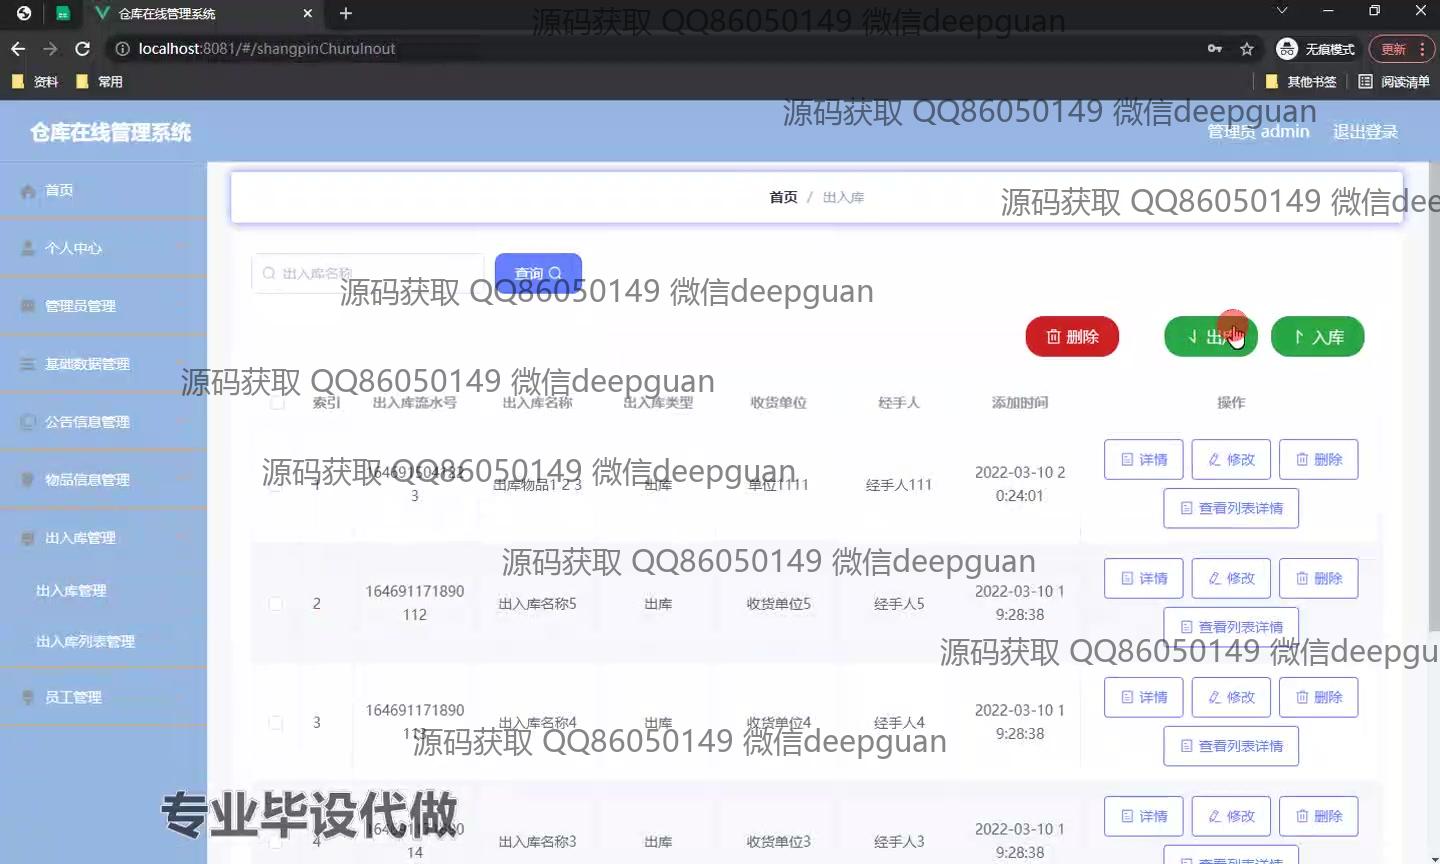 仓库在线管理系统
源码获取 QQ86050149 微信deepguan
localhost:8081/#/shangpinChuruInout
无痕模式
更新
资料
常用
其他书签
阅读清单
源码获取 QQ86050149 微信deepguan
仓库在线管理系统
管理员 admin
退出登录
首页
首页 / 出入库
源码获取 QQ86050149 微信dee
个人中心
出入库名称
查询
源码获取 QQ86050149 微信deepguan
管理员管理
删除
出库
入库
基础数据管理
源码获取 QQ86050149 微信deepguan
索引
出入库流水号
出入库名称
出入库类型
收货单位
经手人
添加时间
操作
公告信息管理
源码获取 QQ86050149 微信deepguan
1
164691504122
3
出库物品1 2 3
出库
单位1111
经手人111
2022-03-10 2
0:24:01
详情
修改
删除
查看列表详情
物品信息管理
出入库管理
源码获取 QQ86050149 微信deepguan
出入库管理
2
164691171890
112
出入库名称5
出库
收货单位5
经手人5
2022-03-10 1
9:28:38
详情
修改
删除
查看列表详情
出入库列表管理
源码获取 QQ86050149 微信deepgu
员工管理
3
164691171890
113
出入库名称4
出库
收货单位4
经手人4
2022-03-10 1
9:28:38
详情
修改
删除
查看列表详情
源码获取 QQ86050149 微信deepguan
专业毕设代做
4
14
出入库名称3
出库
收货单位3
经手人3
2022-03-10 1
9:28:38
详情
修改
删除
查看列表详情